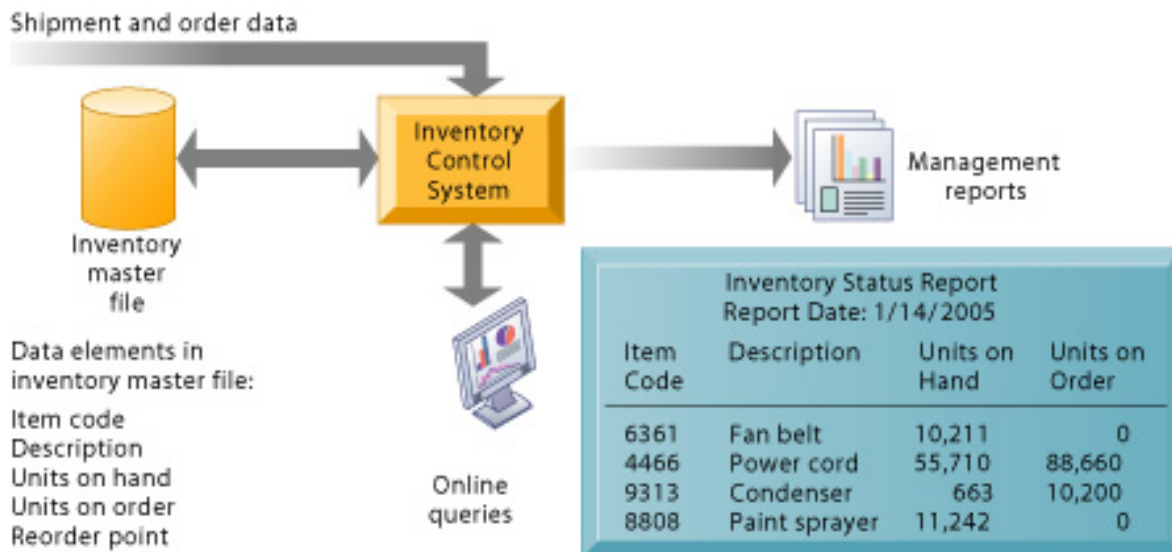 Shipment and order data
Inventory
Control
System
Management
reports
Inventory
master
file
Data elements in
inventory master file:
Item code
Description
Units on hand
Units on order
Reorder point
Online
queries
Inventory Status Report
Report Date: 1/14/2005
Item Description Units on Units on
Code Hand Order
6361 Fan belt 10,211 0
4466 Power cord 55,710 88,660
9313 Condenser 663 10,200
8808 Paint sprayer 11,242 0